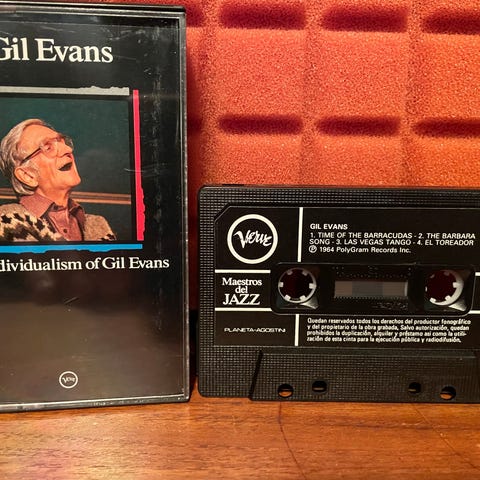 Gil Evans
dividualism of Gil Evans
Verve
Verve
Maestros
del
JAZZ
PLANETA-AGOSTINI
GIL EVANS
1. TIME OF THE BARRACUDAS - 2. THE BARBARA
SONG - 3. LAS VEGAS TANGO - 4. EL TOREADOR
Ⓟ 1964 PolyGram Records Inc.
Quedan reservados todos los derechos del productor fonográfico
y del propietario de la obra grabada. Salvo autorización, quedan
prohibidos la duplicación, alquiler y préstamo así como la utili-
zación de esta cinta para la ejecución pública y radiodifusión.